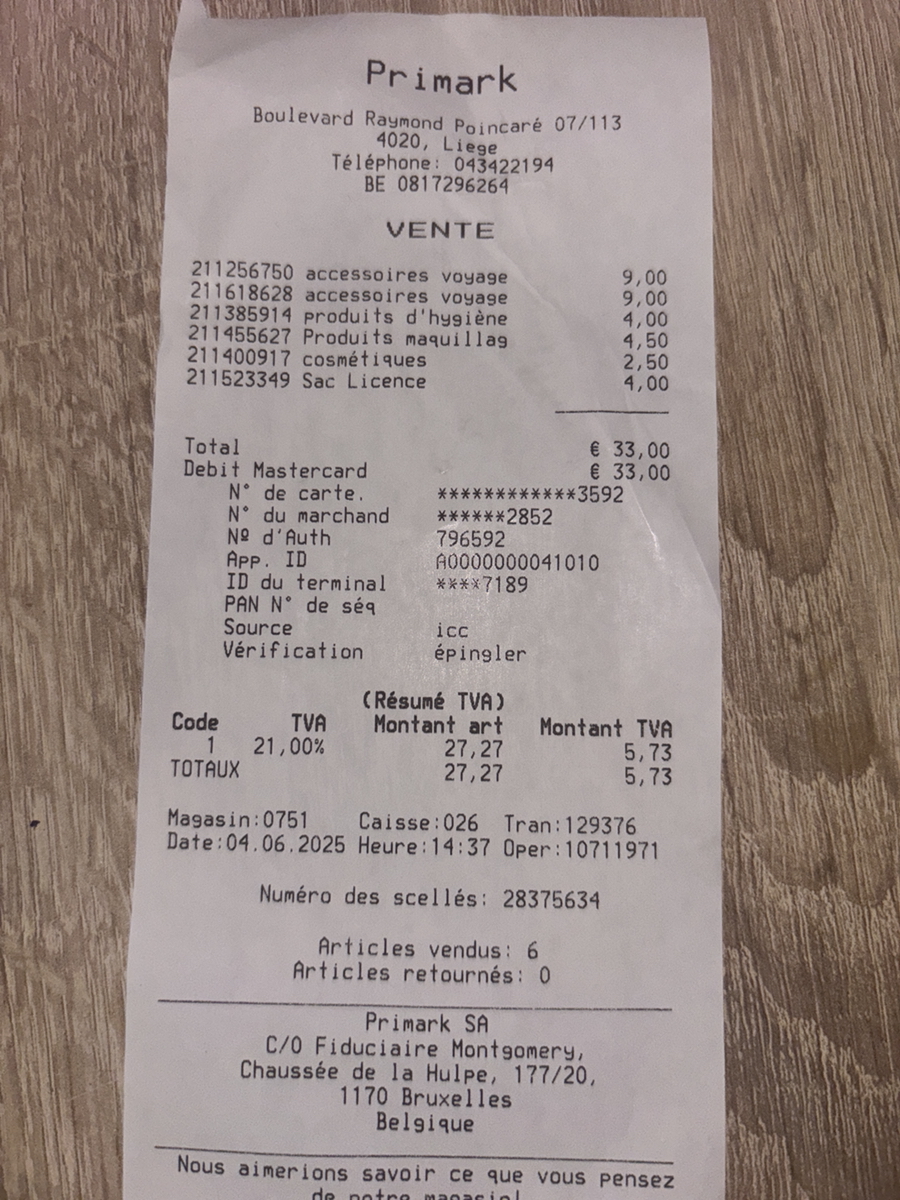 Primark
Boulevard Raymond Poincaré 07/113
4020, Liege
Téléphone: 043422194
BE 0817296264
VENTE
211256750 accessoires voyage 9,00
211618628 accessoires voyage 9,00
211385914 produits d'hygiène 4,00
211455627 Produits maquillag 4,50
211400917 cosmétiques 2,50
211523349 Sac Licence 4,00
Total € 33,00
Debit Mastercard € 33,00
N° de carte. ************3592
N° du marchand ******2852
Nº d'Auth 796592
App. ID A0000000041010
ID du terminal ****7189
PAN N° de séq
Source icc
Vérification épingler
(Résumé TVA)
Code TVA Montant art Montant TVA
1 21,00% 27,27 5,73
TOTAUX 27,27 5,73
Magasin:0751 Caisse:026 Tran:129376
Date:04.06.2025 Heure:14:37 Oper:10711971
Numéro des scellés: 28375634
Articles vendus: 6
Articles retournés: 0
Primark SA
C/O Fiduciaire Montgomery,
Chaussée de la Hulpe, 177/20,
1170 Bruxelles
Belgique
Nous aimerions savoir ce que vous pensez
de notre magasin!